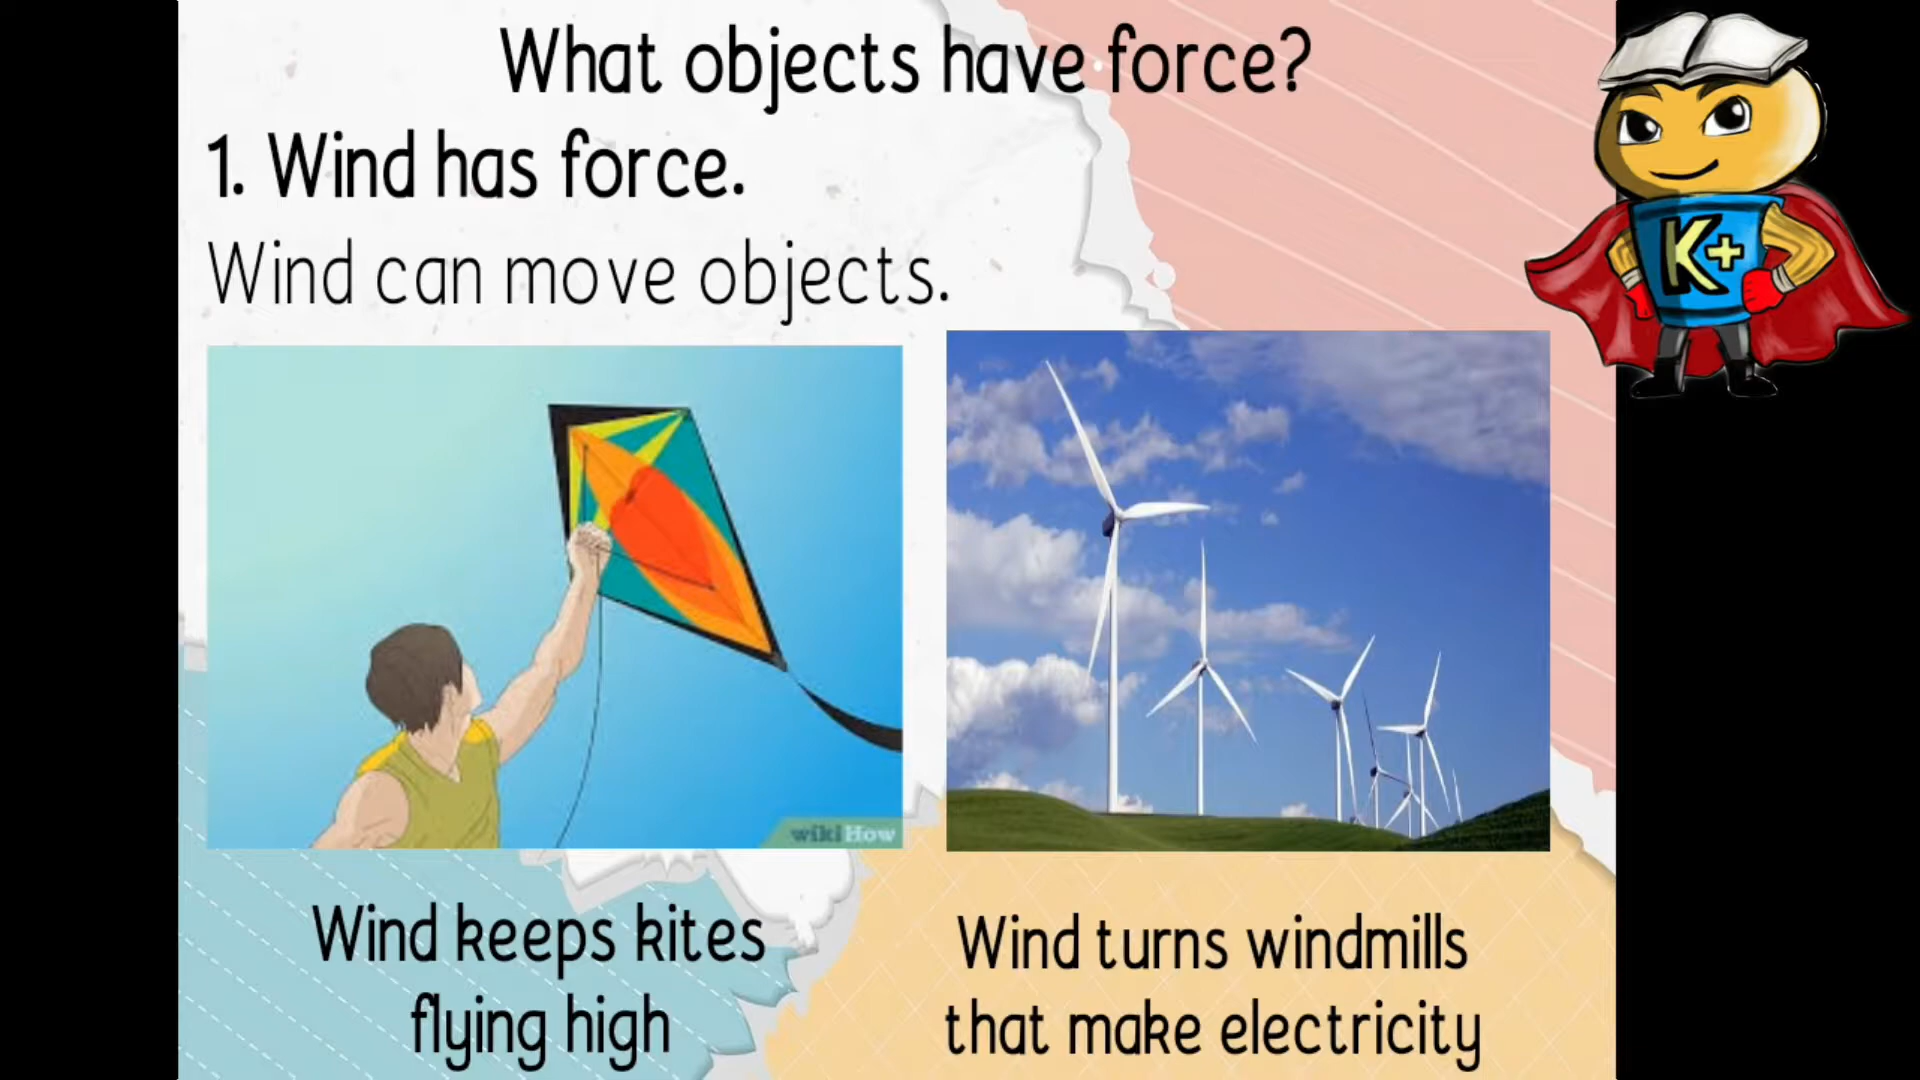 What objects have force?
1. Wind has force.
Wind can move objects.
K+
wikiHow
Wind keeps kites
flying high
Wind turns windmills
that make electricity